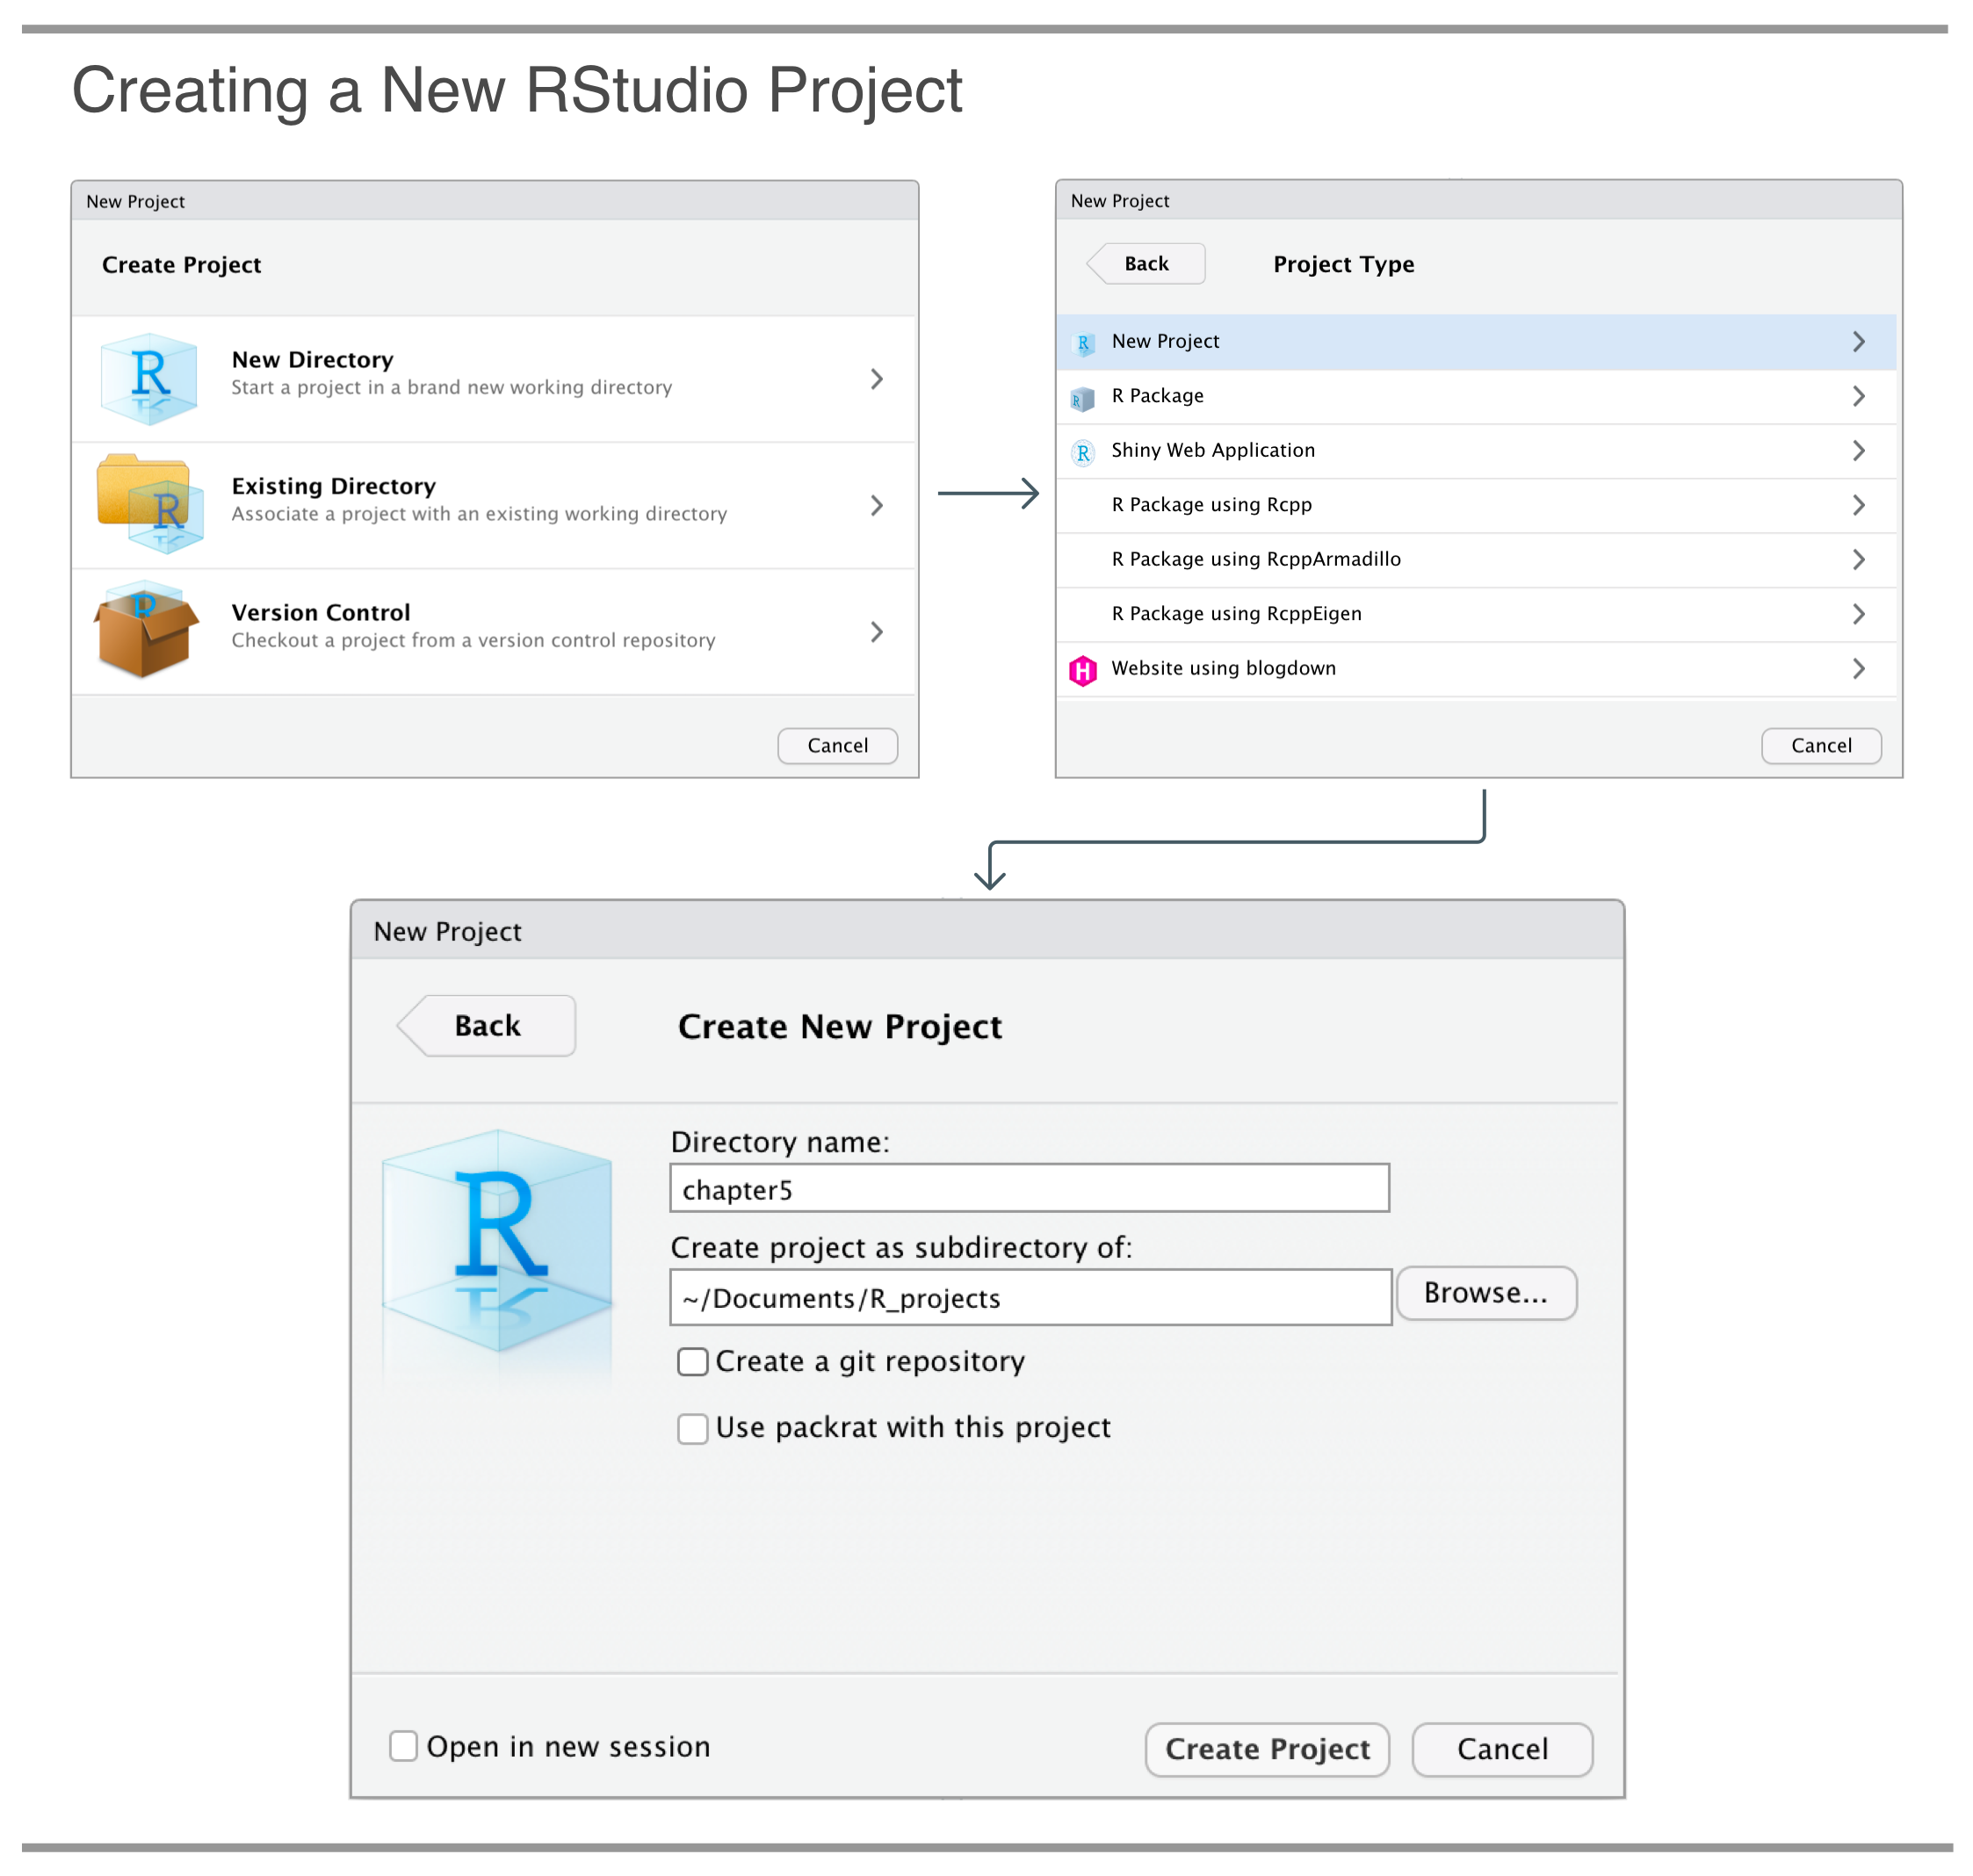 Creating a New RStudio Project
New Project
Create Project
R
New Directory
Start a project in a brand new working directory
R
Existing Directory
Associate a project with an existing working directory
R
Version Control
Checkout a project from a version control repository
Cancel
New Project
Back
Project Type
R
New Project
R
R Package
R
Shiny Web Application
R Package using Rcpp
R Package using RcppArmadillo
R Package using RcppEigen
H
Website using blogdown
Cancel
New Project
Back
Create New Project
R
Directory name:
chapter5
Create project as subdirectory of:
~/Documents/R_projects
Browse...
Create a git repository
Use packrat with this project
Open in new session
Create Project
Cancel